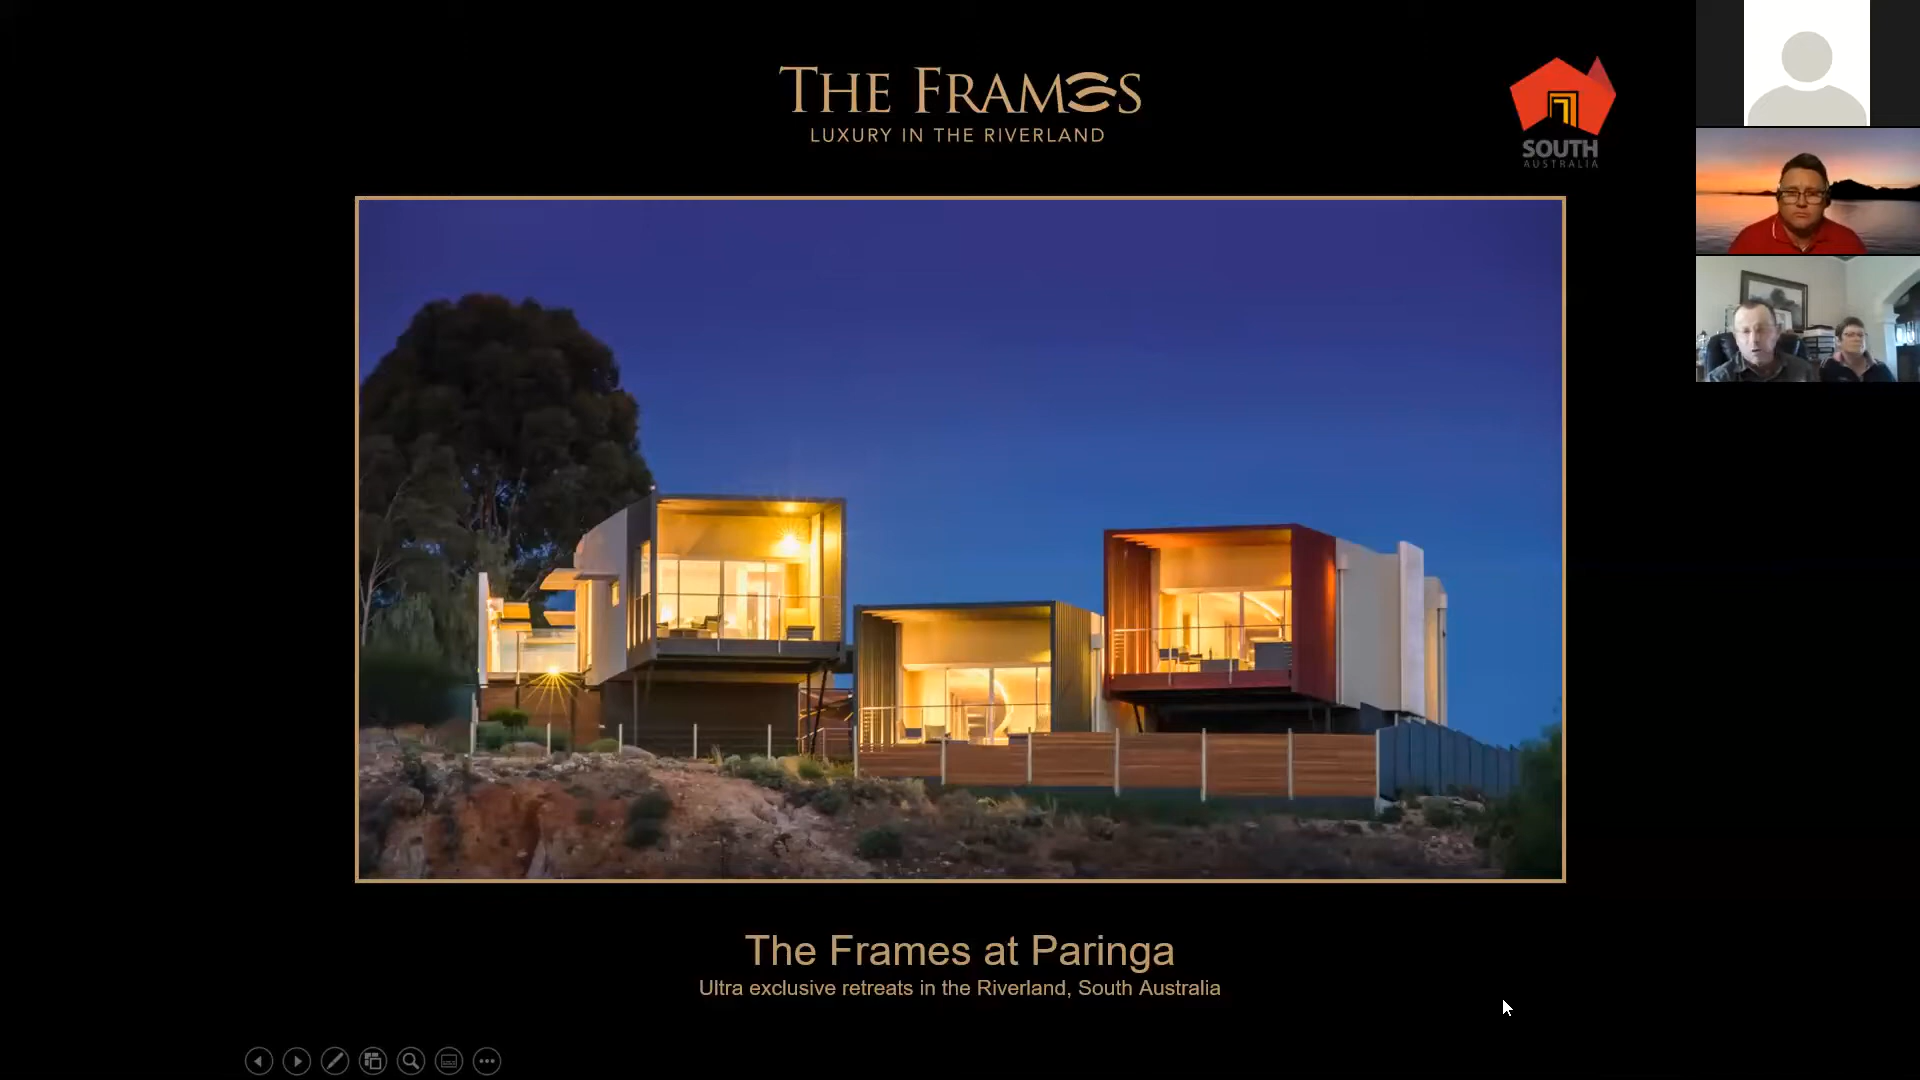 THE FRAMES
LUXURY IN THE RIVERLAND
SOUTH
AUSTRALIA
The Frames at Paringa
Ultra exclusive retreats in the Riverland, South Australia